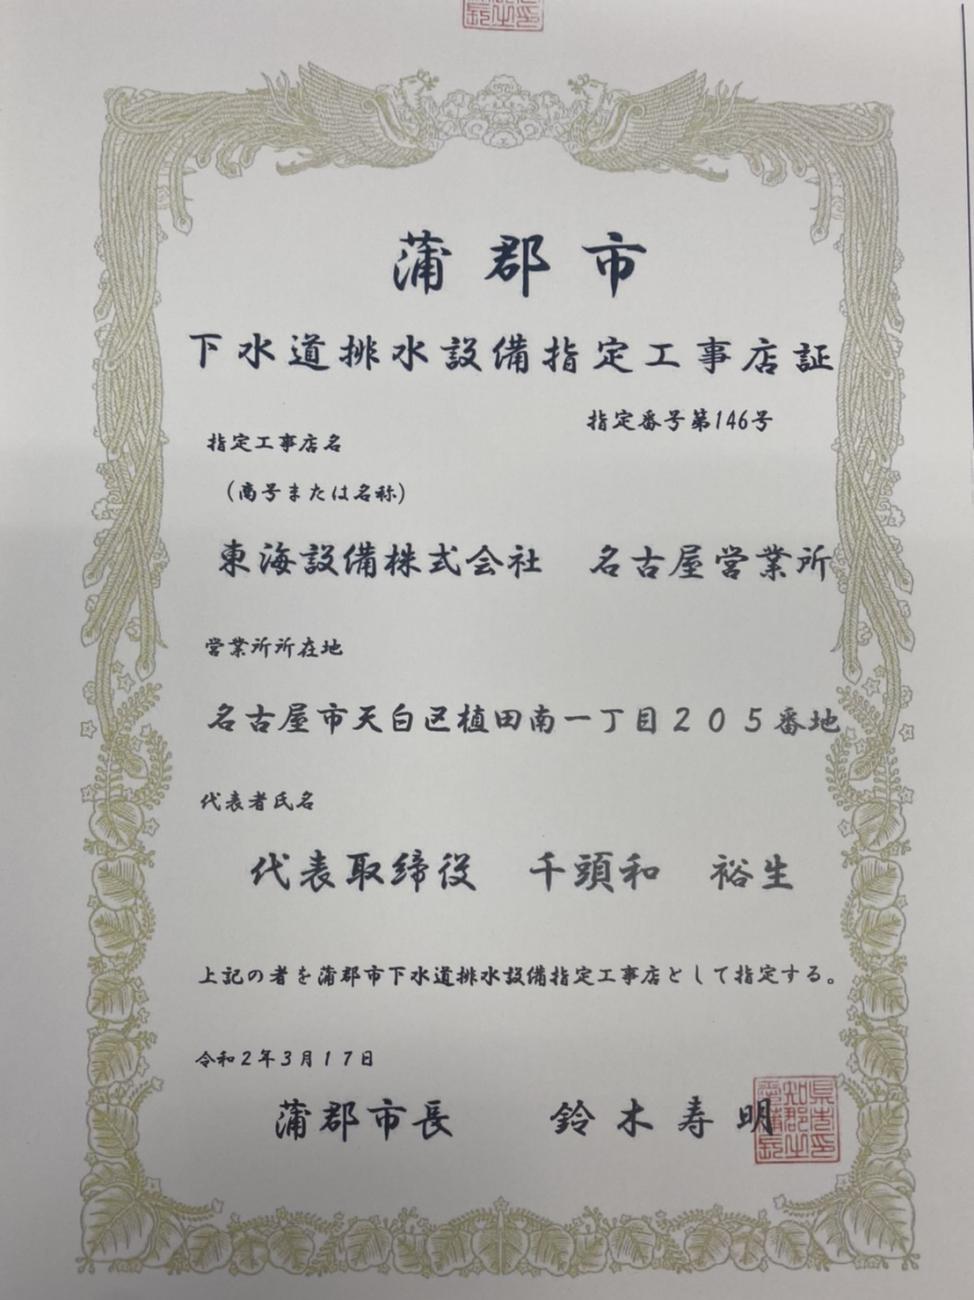 蒲郡市
下水道排水設備指定工事店証
指定番号第146号
指定工事店名
(商号または名称)
東海設備株式会社　名古屋営業所
営業所所在地
名古屋市天白区植田南一丁目２０５番地
代表者氏名
代表取締役　千頭和　裕生
上記の者を蒲郡市下水道排水設備指定工事店として指定する。
令和２年３月１７日
蒲郡市長　鈴木寿明